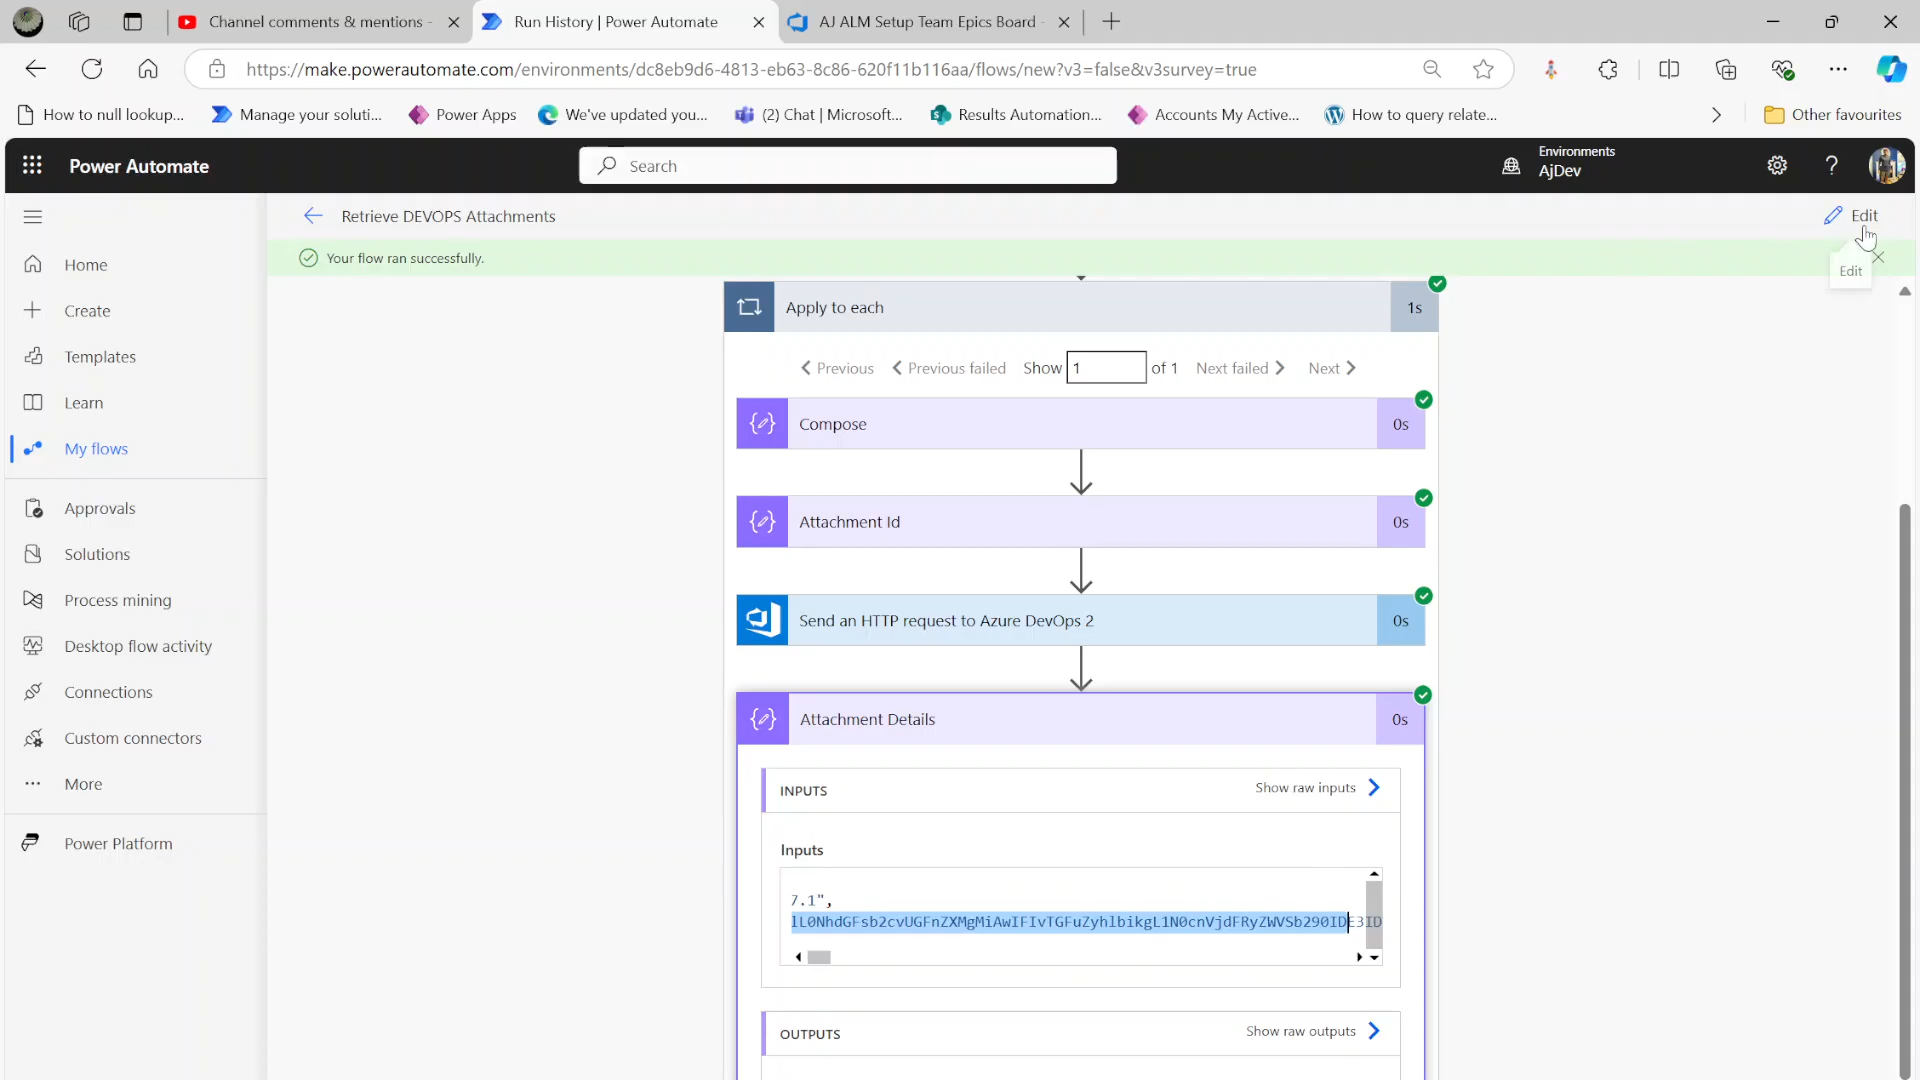 Channel comments & mentions -
Run History | Power Automate
AJ ALM Setup Team Epics Board -
https://make.powerautomate.com/environments/dc8eb9d6-4813-eb63-8c86-620f11b116aa/flows/new?v3=false&v3survey=true
How to null lookup...
Manage your soluti...
Power Apps
We've updated you...
(2) Chat | Microsoft...
Results Automation...
Accounts My Active...
How to query relate...
Other favourites
Power Automate
Search
Environments
AjDev
Retrieve DEVOPS Attachments
Edit
Your flow ran successfully.
Edit
Home
Create
Templates
Learn
My flows
Approvals
Solutions
Process mining
Desktop flow activity
Connections
Custom connectors
More
Power Platform
Apply to each
1s
Previous
Previous failed
Show
1
of 1
Next failed
Next
Compose
0s
Attachment Id
0s
Send an HTTP request to Azure DevOps 2
0s
Attachment Details
0s
INPUTS
Show raw inputs
Inputs
7.1",
lL0NhdGFsb2cvUGFnZXMgMiAwIFIvTGFuZyhlbikgL1N0cnVjdFRyZWVSb290IDE3ID
OUTPUTS
Show raw outputs